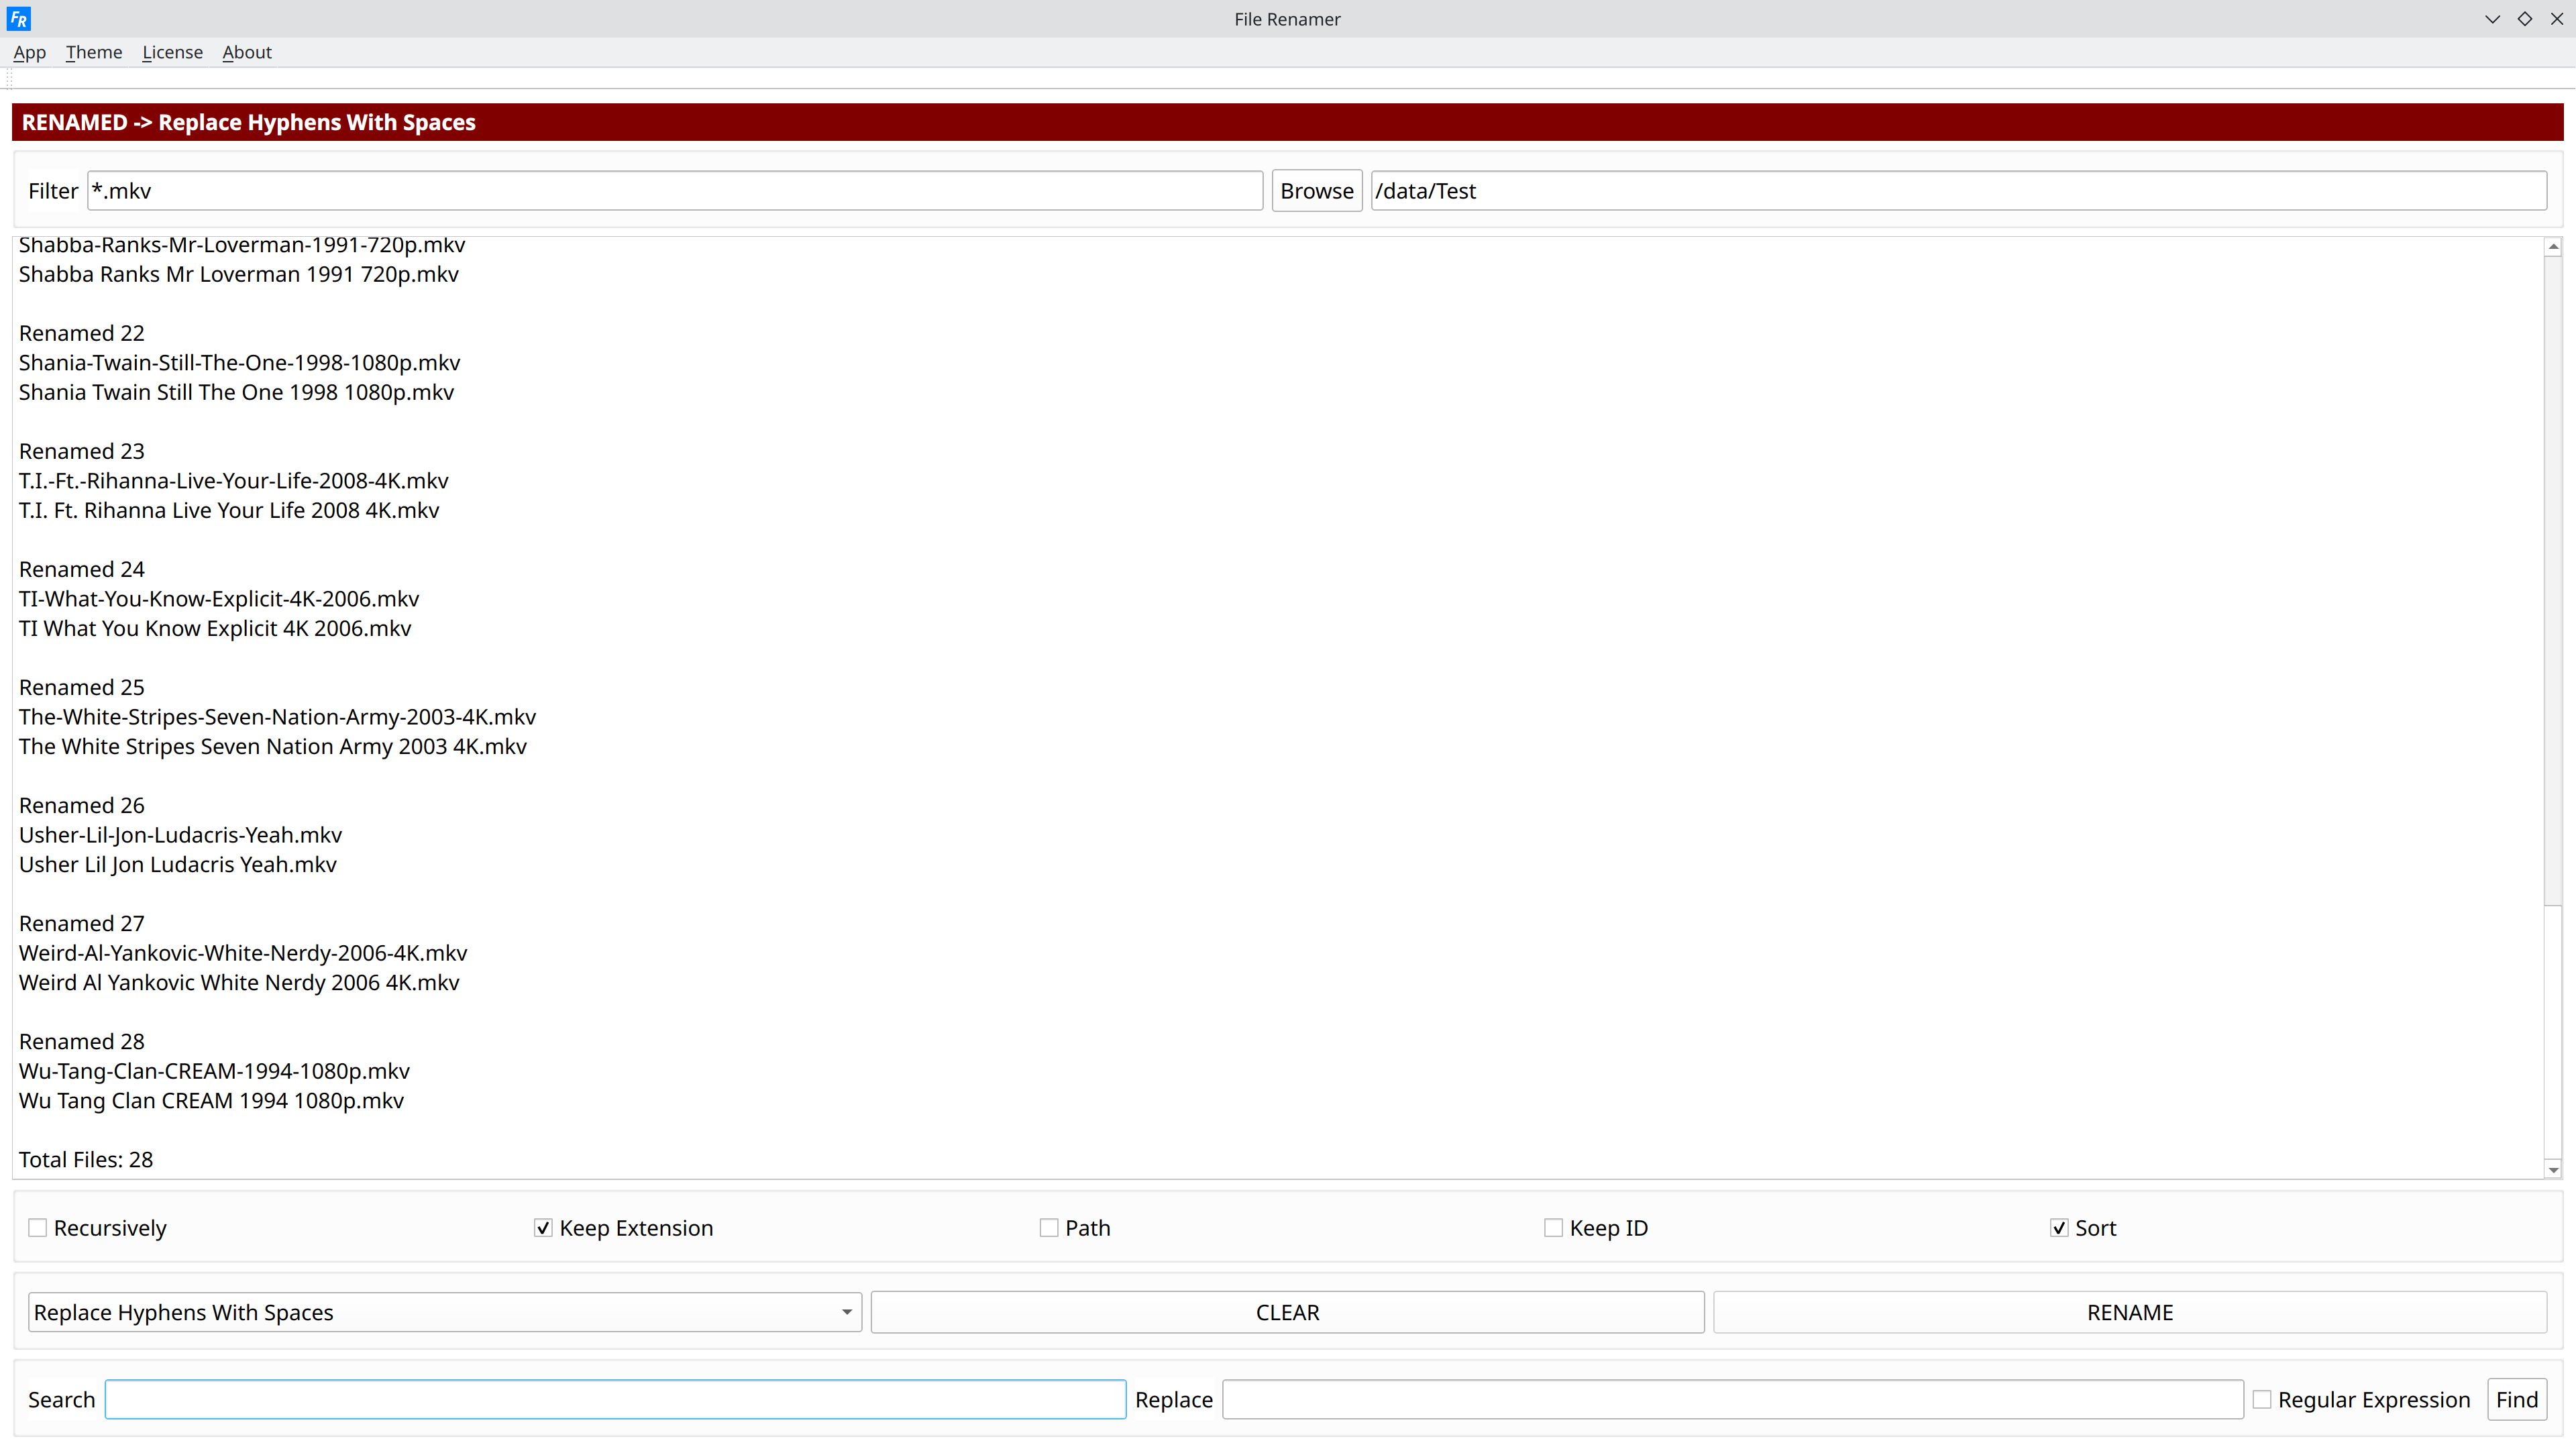 FR
File Renamer
App Theme License About
RENAMED -> Replace Hyphens With Spaces
Filter *.mkv Browse /data/Test
Shabba-Ranks-Mr-Loverman-1991-720p.mkv
Shabba Ranks Mr Loverman 1991 720p.mkv
Renamed 22
Shania-Twain-Still-The-One-1998-1080p.mkv
Shania Twain Still The One 1998 1080p.mkv
Renamed 23
T.I.-Ft.-Rihanna-Live-Your-Life-2008-4K.mkv
T.I. Ft. Rihanna Live Your Life 2008 4K.mkv
Renamed 24
TI-What-You-Know-Explicit-4K-2006.mkv
TI What You Know Explicit 4K 2006.mkv
Renamed 25
The-White-Stripes-Seven-Nation-Army-2003-4K.mkv
The White Stripes Seven Nation Army 2003 4K.mkv
Renamed 26
Usher-Lil-Jon-Ludacris-Yeah.mkv
Usher Lil Jon Ludacris Yeah.mkv
Renamed 27
Weird-Al-Yankovic-White-Nerdy-2006-4K.mkv
Weird Al Yankovic White Nerdy 2006 4K.mkv
Renamed 28
Wu-Tang-Clan-CREAM-1994-1080p.mkv
Wu Tang Clan CREAM 1994 1080p.mkv
Total Files: 28
Recursively Keep Extension Path Keep ID Sort
Replace Hyphens With Spaces CLEAR RENAME
Search Replace Regular Expression Find